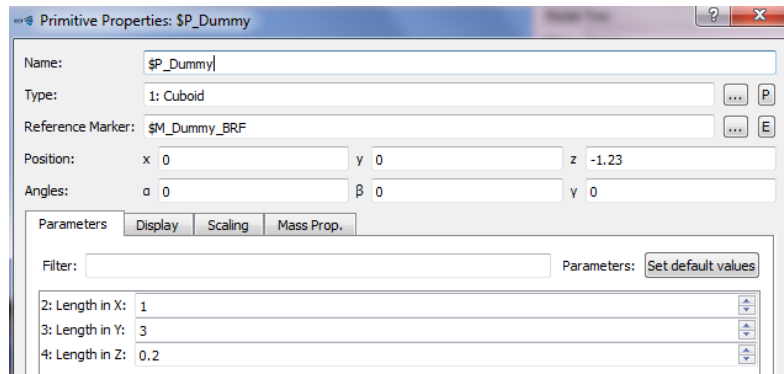 Primitive Properties: $P_Dummy
?
X
Name: $P_Dummy
Type: 1: Cuboid ... P
Reference Marker: $M_Dummy_BRF ... E
Position: x 0 y 0 z -1.23
Angles: α 0 β 0 γ 0
Parameters Display Scaling Mass Prop.
Filter: Parameters: Set default values
2: Length in X: 1
3: Length in Y: 3
4: Length in Z: 0.2